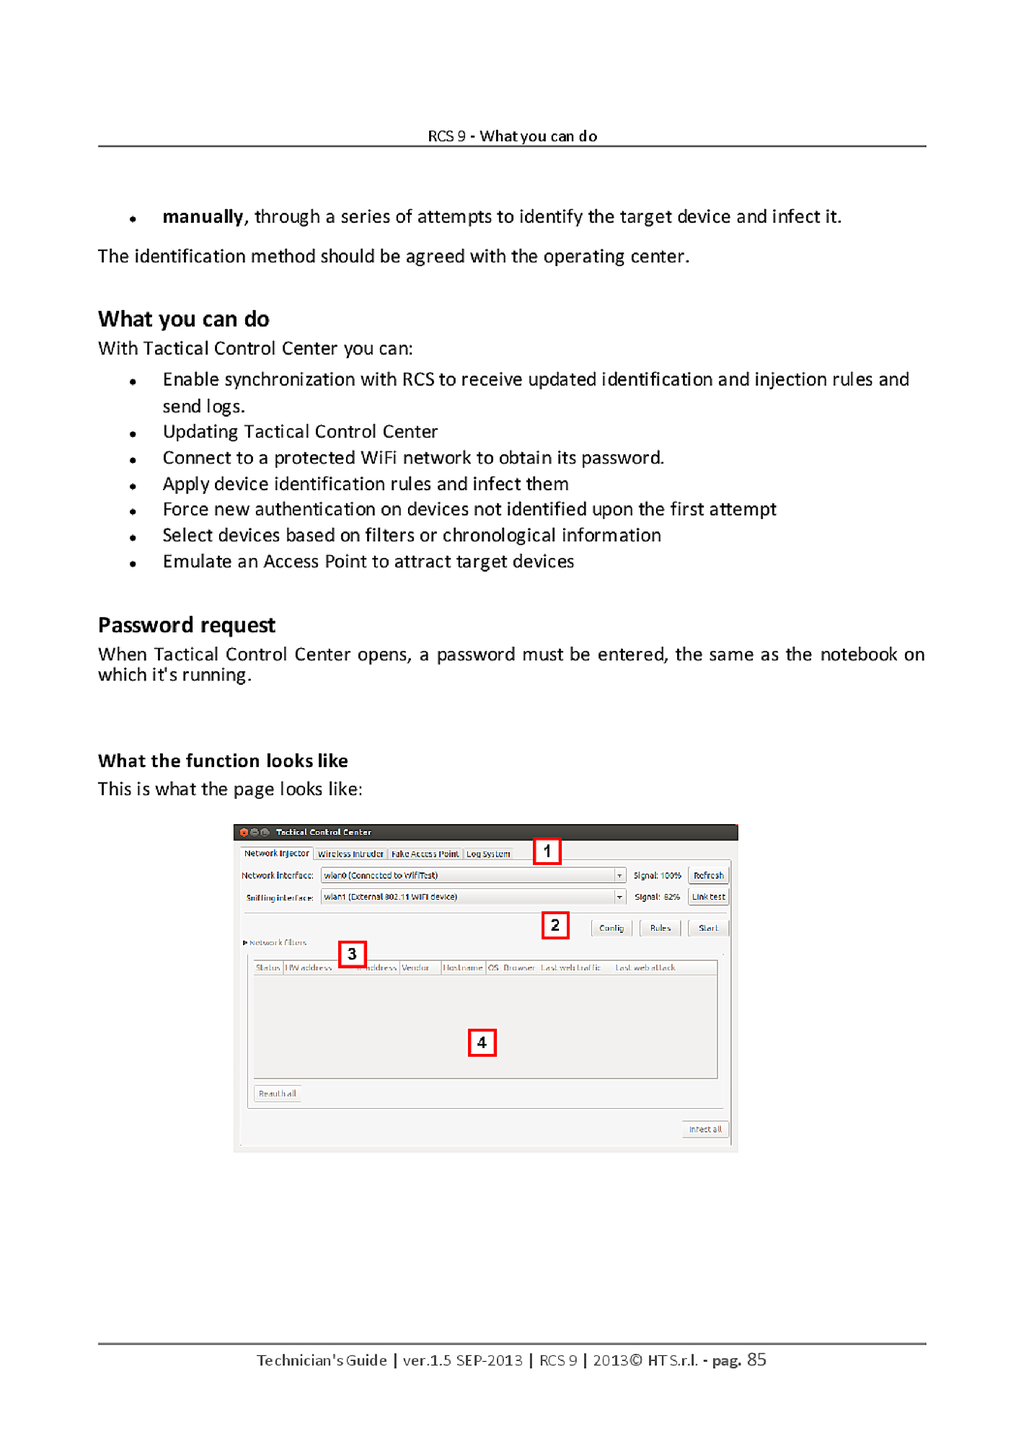 RCS 9 - What you can do
• manually, through a series of attempts to identify the target device and infect it.
The identification method should be agreed with the operating center.
What you can do
With Tactical Control Center you can:
• Enable synchronization with RCS to receive updated identification and injection rules and
send logs.
• Updating Tactical Control Center
• Connect to a protected WiFi network to obtain its password.
• Apply device identification rules and infect them
• Force new authentication on devices not identified upon the first attempt
• Select devices based on filters or chronological information
• Emulate an Access Point to attract target devices
Password request
When Tactical Control Center opens, a password must be entered, the same as the notebook on
which it's running.
What the function looks like
This is what the page looks like:
Tactical Control Center
Network Injector Wireless Intruder Fake Access Point Log System 1
Network interface: wlan0 (Connected to WifiTest) Signal: 100% Refresh
Sniffing interface: wlan1 (External 802.11 WiFi device) Signal: 82% Link test
2 Config Rules Start
Network filters
3
Status HW address address Vendor Hostname OS Browser Last web traffic Last web attack
4
Reauth all
Infect all
Technician's Guide | ver.1.5 SEP-2013 | RCS 9 | 2013© HT S.r.l. - pag. 85